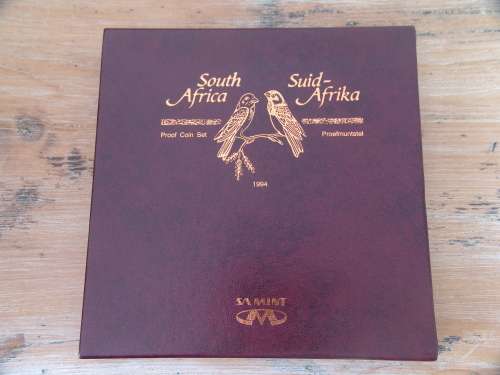 South
Africa
Proof Coin Set
Suid-
Afrika
Proefmuntstel
1994
SA MINT